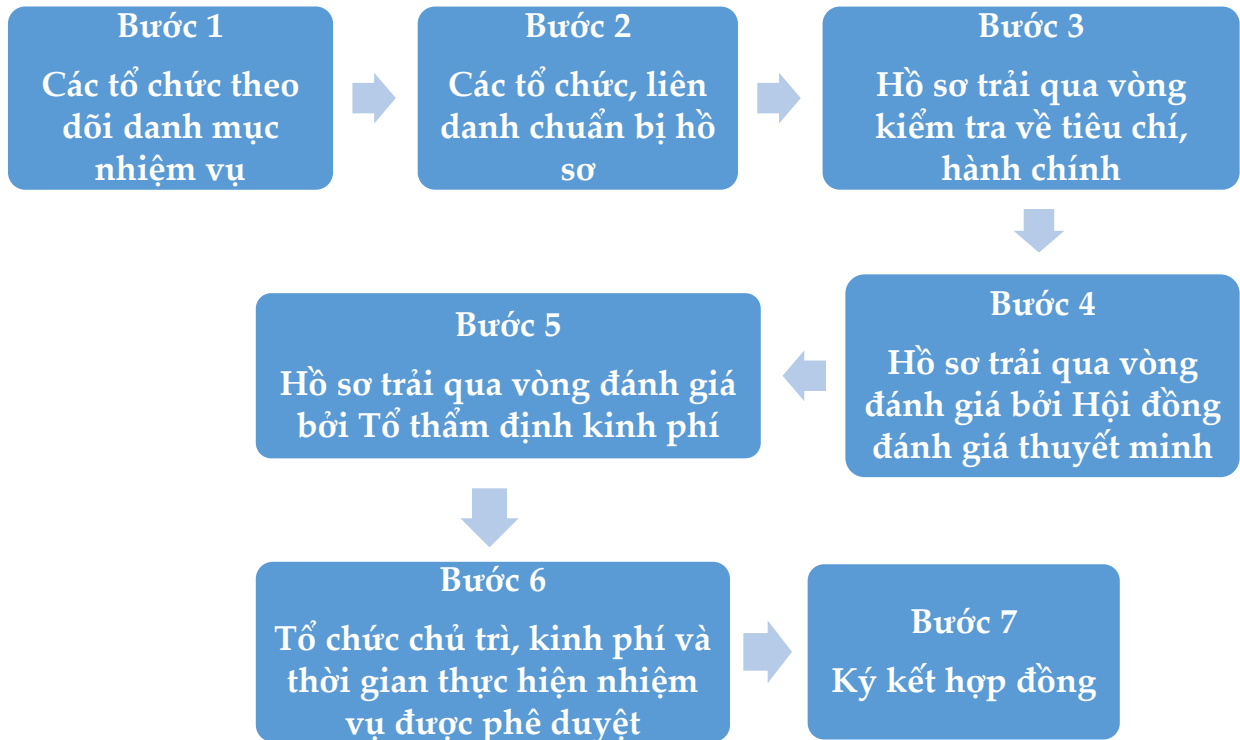 Bước 1
Các tổ chức theo
dõi danh mục
nhiệm vụ
Bước 2
Các tổ chức, liên
danh chuẩn bị hồ
sơ
Bước 3
Hồ sơ trải qua vòng
kiểm tra về tiêu chí,
hành chính
Bước 4
Hồ sơ trải qua vòng
đánh giá bởi Hội đồng
đánh giá thuyết minh
Bước 5
Hồ sơ trải qua vòng đánh giá
bởi Tổ thẩm định kinh phí
Bước 6
Tổ chức chủ trì, kinh phí và
thời gian thực hiện nhiệm
vụ được phê duyệt
Bước 7
Ký kết hợp đồng